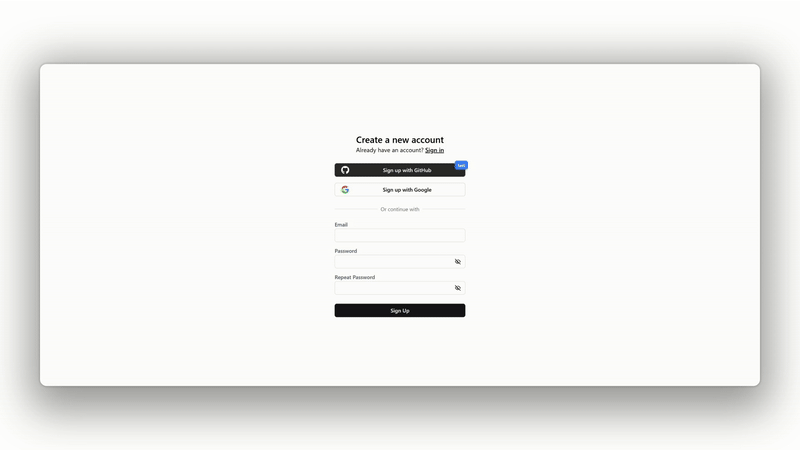 Create a new account
Already have an account? Sign in
Sign up with GitHub
Sign up with Google
Or continue with
Email
Password
Repeat Password
Sign Up